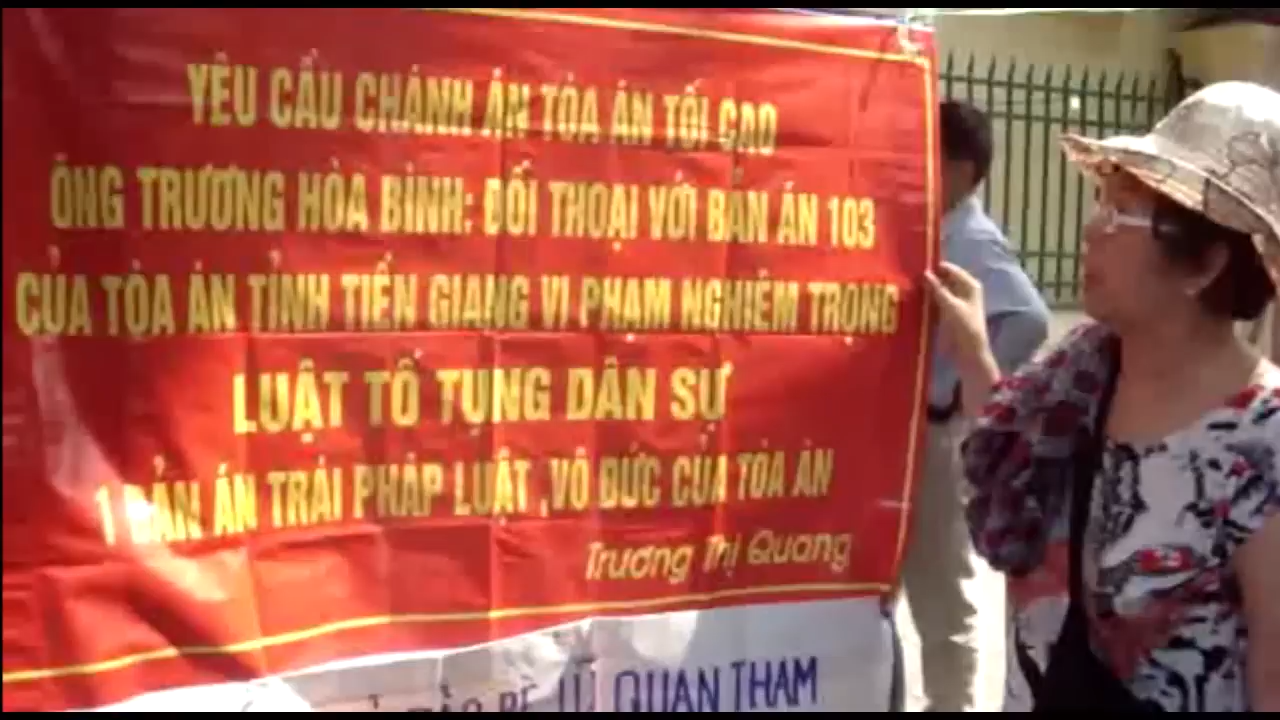 YÊU CẦU CHÁNH ÁN TÒA ÁN TỐI CAO
ÔNG TRƯƠNG HÒA BÌNH: ĐỐI THOẠI VỚI BẢN ÁN 103
CỦA TÒA ÁN TỈNH TIỀN GIANG VI PHẠM NGHIÊM TRỌNG
LUẬT TỐ TỤNG DÂN SỰ
1 BẢN ÁN TRÁI PHÁP LUẬT ,VÔ ĐỨC CỦA TÒA ÁN
Trương Thị Quang
LŨ QUAN THAM